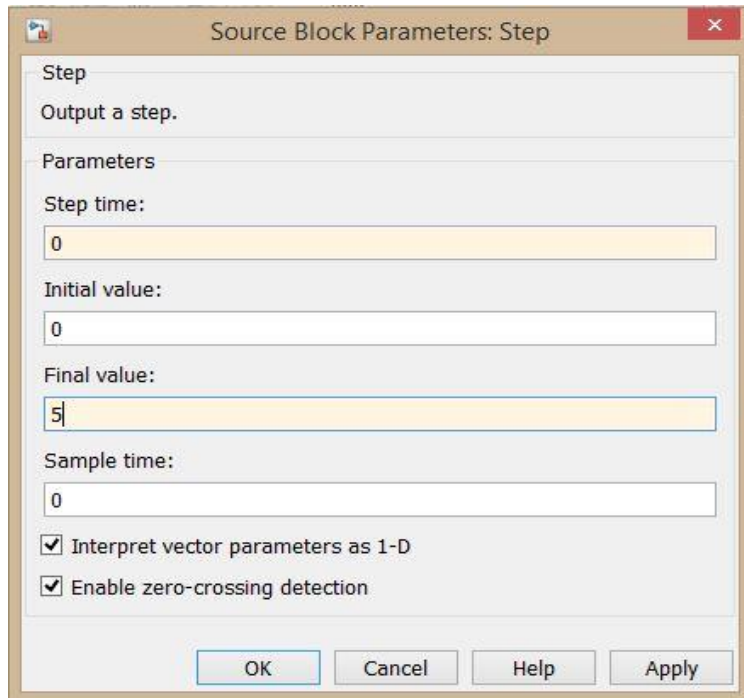 Source Block Parameters: Step
Step
Output a step.
Parameters
Step time:
0
Initial value:
0
Final value:
5
Sample time:
0
Interpret vector parameters as 1-D
Enable zero-crossing detection
OK Cancel Help Apply